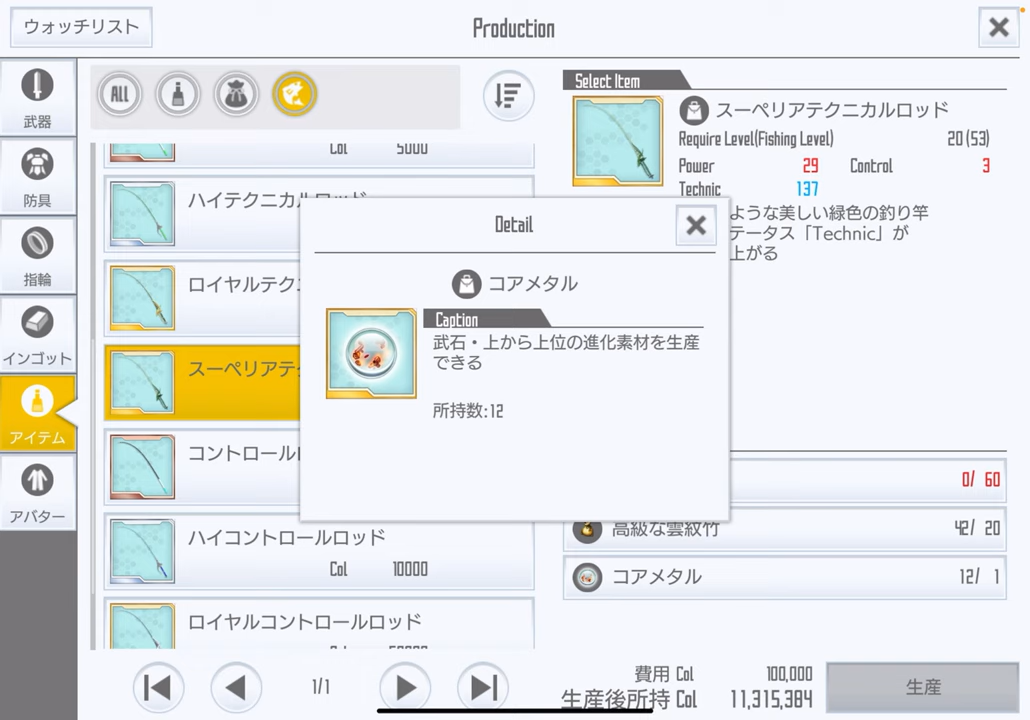 ウォッチリスト
Production
武器
防具
指輪
インゴット
アイテム
アバター
ALL
Col 5000
ハイテクニカルロッド
ロイヤルテクニ
スーペリアテク
コントロールロ
ハイコントロールロッド
Col 10000
ロイヤルコントロールロッド
1/1
Select Item
スーペリアテクニカルロッド
Require Level(Fishing Level) 20(53)
Power 29 Control 3
Technic 137
ような美しい緑色の釣り竿
テータス「Technic」が
上がる
Detail
コアメタル
Caption
武石・上から上位の進化素材を生産
できる
所持数:12
0/ 60
高級な雲紋竹 42/ 20
コアメタル 12/ 1
費用 Col 100,000
生産後所持 Col 11,315,384
生産